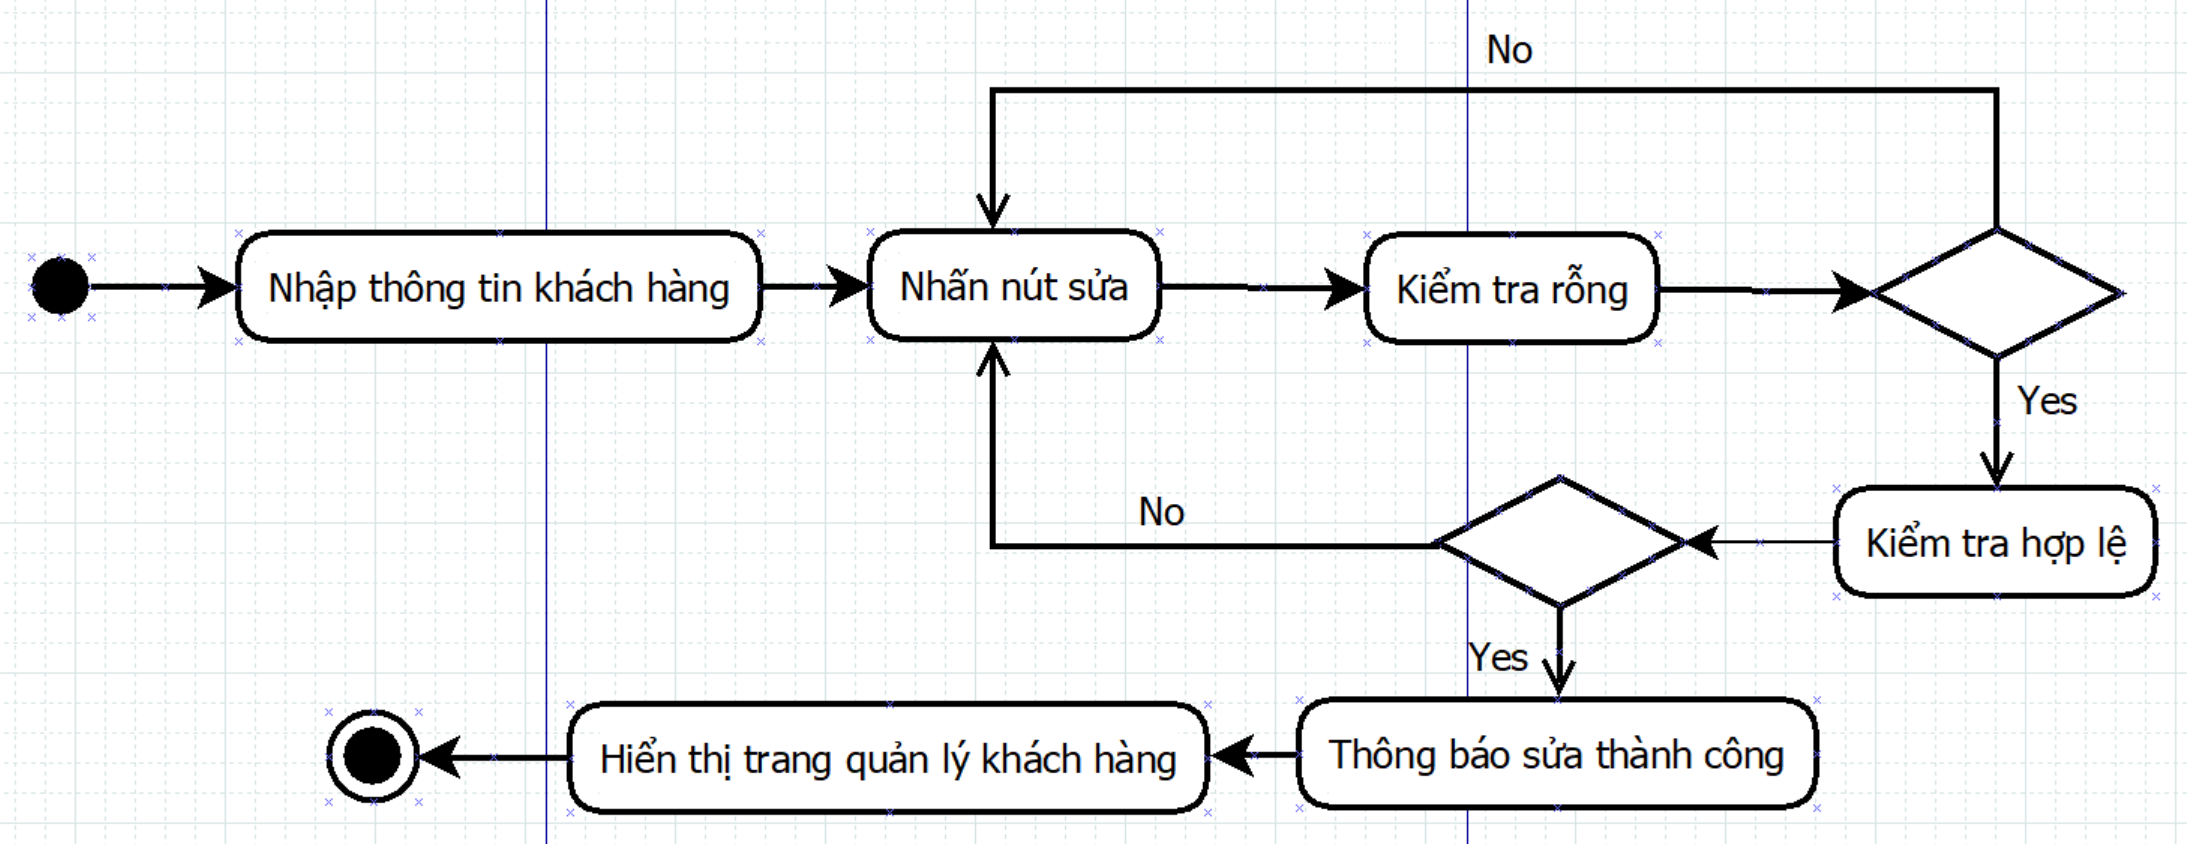 No
Nhập thông tin khách hàng
Nhấn nút sửa
Kiểm tra rỗng
Yes
No
Kiểm tra hợp lệ
Yes
Hiển thị trang quản lý khách hàng
Thông báo sửa thành công